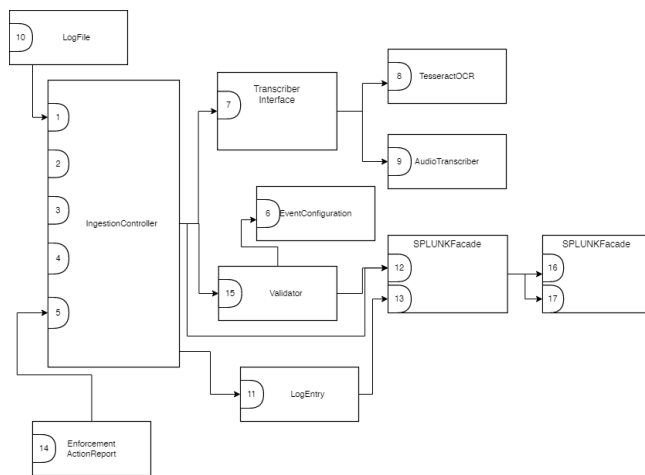 10
LogFile
1
2
3
IngestionController
4
5
7
Transcriber
Interface
8
TesseractOCR
9
AudioTranscriber
6
EventConfiguration
15
Validator
SPLUNKFacade
12
13
SPLUNKFacade
16
17
11
LogEntry
14
Enforcement
ActionReport